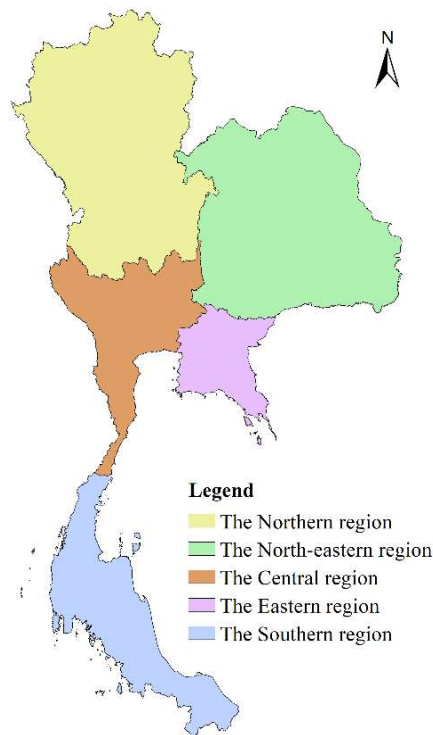 N
Legend
The Northern region
The North-eastern region
The Central region
The Eastern region
The Southern region